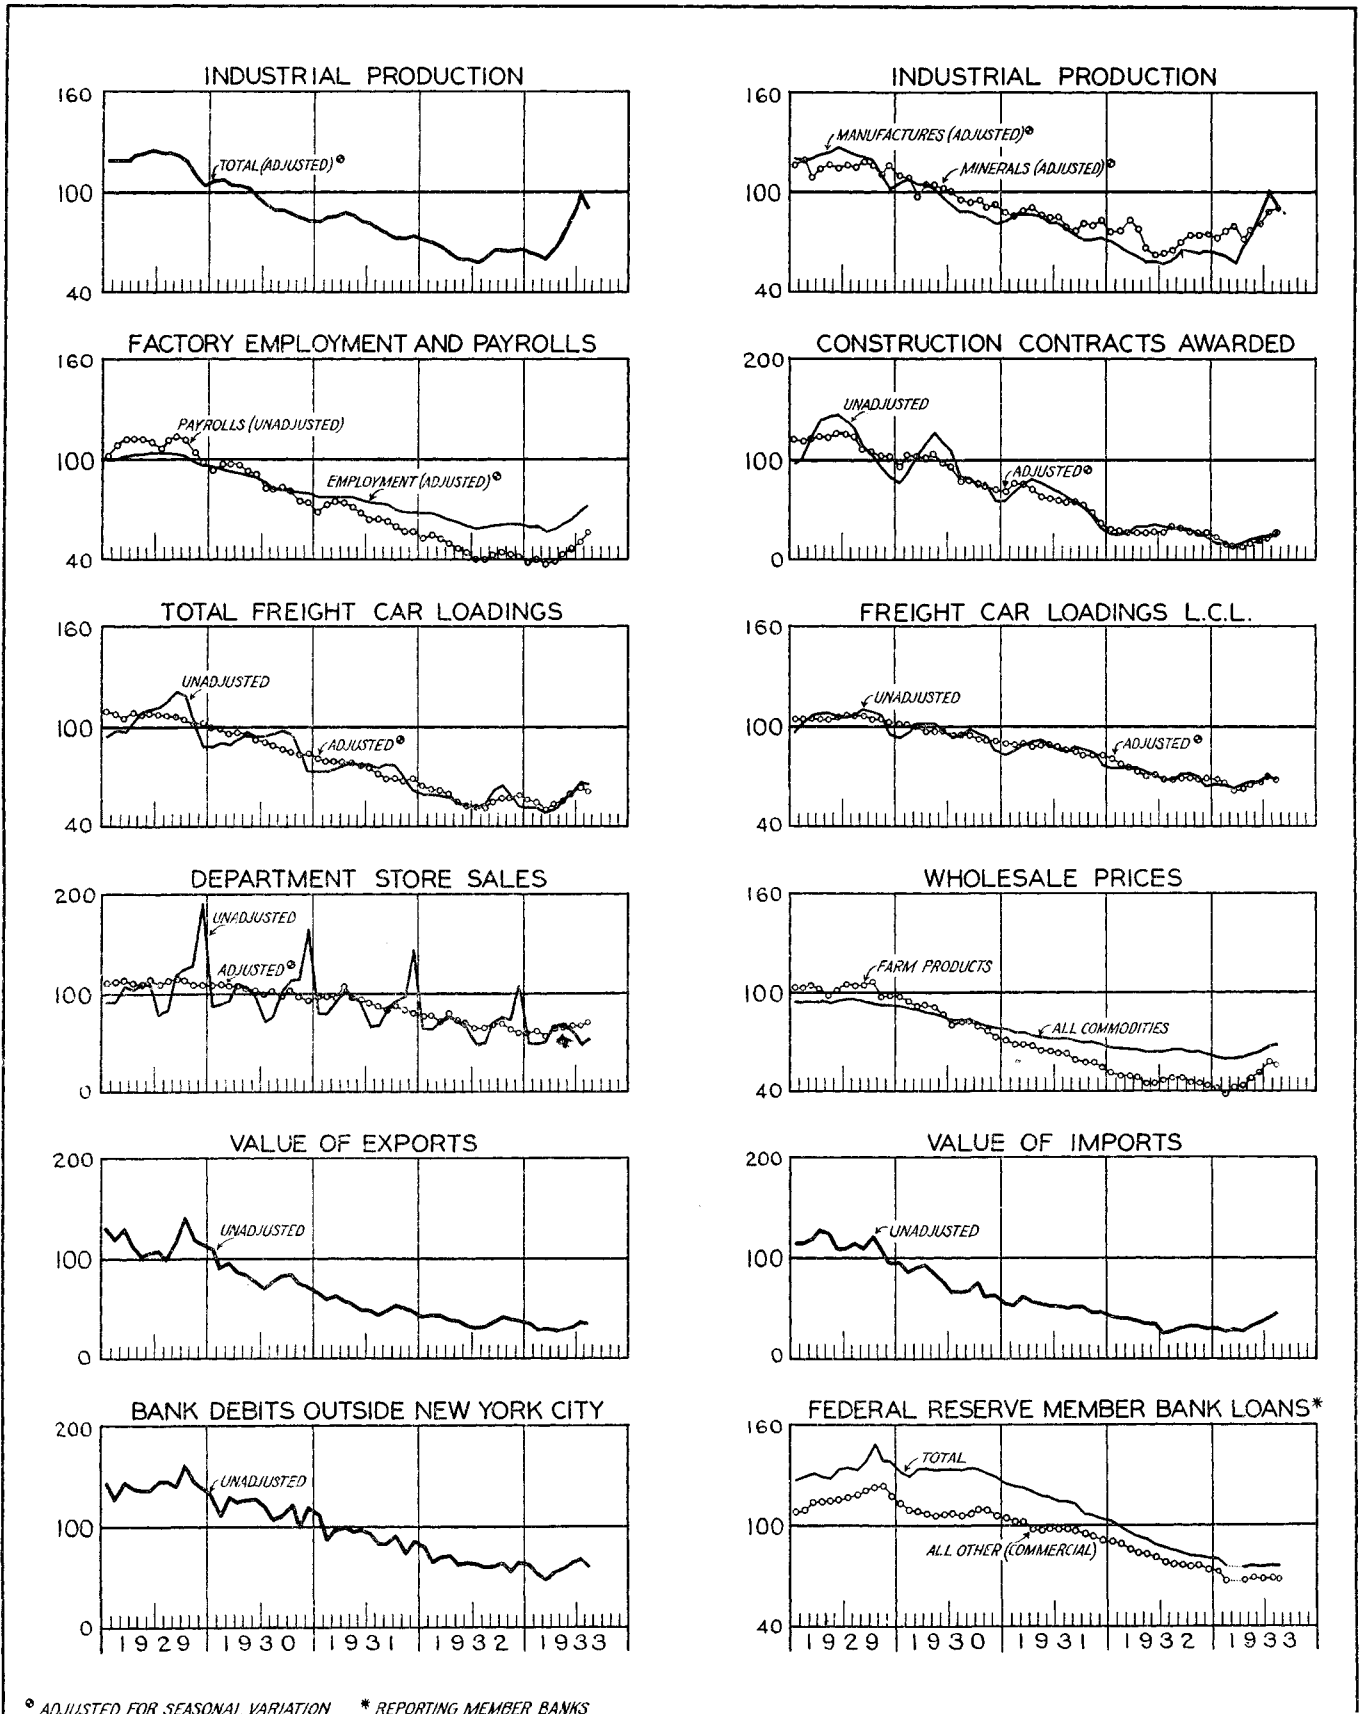 INDUSTRIAL PRODUCTION
160
TOTAL (ADJUSTED)⊘
100
40
INDUSTRIAL PRODUCTION
160
MANUFACTURES (ADJUSTED)⊘
MINERALS (ADJUSTED)⊘
100
40
FACTORY EMPLOYMENT AND PAYROLLS
160
PAYROLLS (UNADJUSTED)
100
EMPLOYMENT (ADJUSTED)⊘
40
CONSTRUCTION CONTRACTS AWARDED
200
UNADJUSTED
100
ADJUSTED⊘
0
TOTAL FREIGHT CAR LOADINGS
160
UNADJUSTED
100
ADJUSTED⊘
40
FREIGHT CAR LOADINGS L.C.L.
160
UNADJUSTED
100
ADJUSTED⊘
40
DEPARTMENT STORE SALES
200
UNADJUSTED
ADJUSTED⊘
100
0
WHOLESALE PRICES
160
FARM PRODUCTS
100
ALL COMMODITIES
40
VALUE OF EXPORTS
200
UNADJUSTED
100
0
VALUE OF IMPORTS
200
UNADJUSTED
100
0
BANK DEBITS OUTSIDE NEW YORK CITY
200
UNADJUSTED
100
0
1929 1930 1931 1932 1933
FEDERAL RESERVE MEMBER BANK LOANS*
160
TOTAL
100
ALL OTHER (COMMERCIAL)
40
1929 1930 1931 1932 1933
⊘ ADJUSTED FOR SEASONAL VARIATION * REPORTING MEMBER BANKS